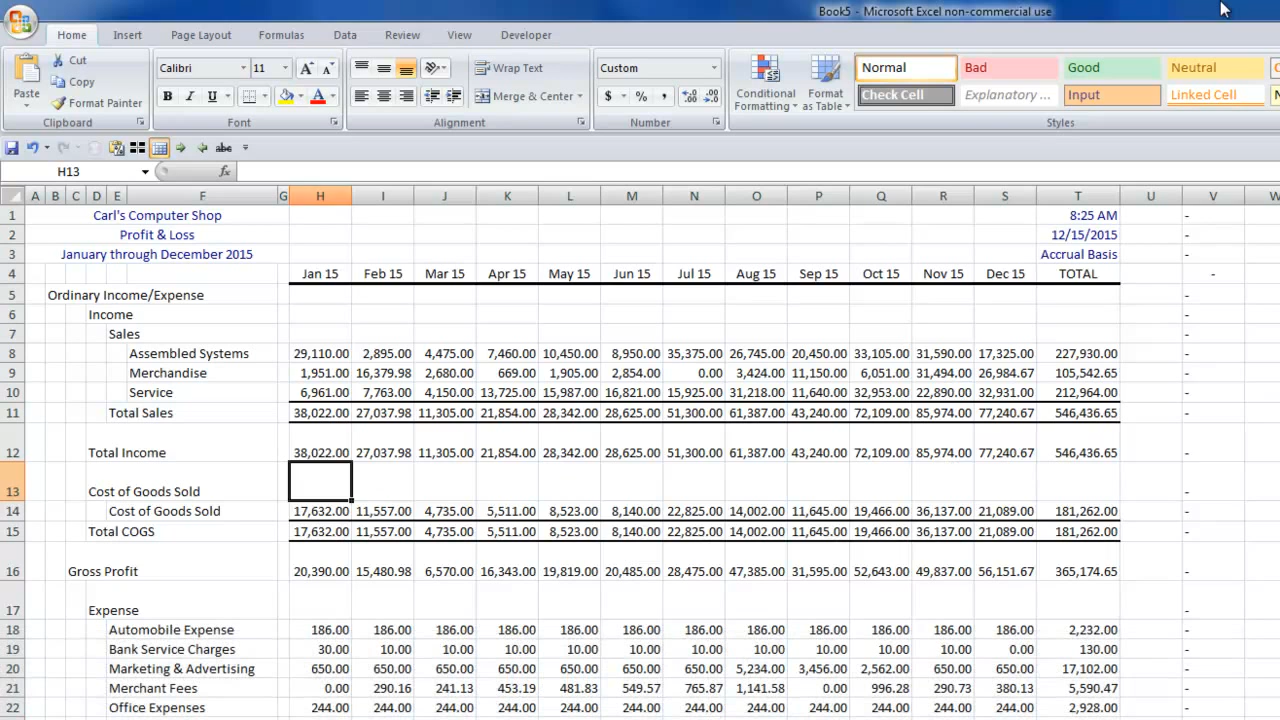 Book5 - Microsoft Excel non-commercial use
Home Insert Page Layout Formulas Data Review View Developer
Cut Calibri 11 Wrap Text Custom Normal Bad Good Neutral
Copy
Paste Format Painter B I U Merge & Center $ % , Conditional Formatting Format as Table Check Cell Explanatory ... Input Linked Cell
Clipboard Font Alignment Number Styles
abc
H13 fx
A B C D E F G H I J K L M N O P Q R S T U V W
1 Carl's Computer Shop 8:25 AM -
2 Profit & Loss 12/15/2015 -
3 January through December 2015 Accrual Basis -
4 Jan 15 Feb 15 Mar 15 Apr 15 May 15 Jun 15 Jul 15 Aug 15 Sep 15 Oct 15 Nov 15 Dec 15 TOTAL -
5 Ordinary Income/Expense -
6 Income -
7 Sales -
8 Assembled Systems 29,110.00 2,895.00 4,475.00 7,460.00 10,450.00 8,950.00 35,375.00 26,745.00 20,450.00 33,105.00 31,590.00 17,325.00 227,930.00 -
9 Merchandise 1,951.00 16,379.98 2,680.00 669.00 1,905.00 2,854.00 0.00 3,424.00 11,150.00 6,051.00 31,494.00 26,984.67 105,542.65 -
10 Service 6,961.00 7,763.00 4,150.00 13,725.00 15,987.00 16,821.00 15,925.00 31,218.00 11,640.00 32,953.00 22,890.00 32,931.00 212,964.00 -
11 Total Sales 38,022.00 27,037.98 11,305.00 21,854.00 28,342.00 28,625.00 51,300.00 61,387.00 43,240.00 72,109.00 85,974.00 77,240.67 546,436.65 -
12 Total Income 38,022.00 27,037.98 11,305.00 21,854.00 28,342.00 28,625.00 51,300.00 61,387.00 43,240.00 72,109.00 85,974.00 77,240.67 546,436.65 -
13 Cost of Goods Sold -
14 Cost of Goods Sold 17,632.00 11,557.00 4,735.00 5,511.00 8,523.00 8,140.00 22,825.00 14,002.00 11,645.00 19,466.00 36,137.00 21,089.00 181,262.00 -
15 Total COGS 17,632.00 11,557.00 4,735.00 5,511.00 8,523.00 8,140.00 22,825.00 14,002.00 11,645.00 19,466.00 36,137.00 21,089.00 181,262.00 -
16 Gross Profit 20,390.00 15,480.98 6,570.00 16,343.00 19,819.00 20,485.00 28,475.00 47,385.00 31,595.00 52,643.00 49,837.00 56,151.67 365,174.65 -
17 Expense -
18 Automobile Expense 186.00 186.00 186.00 186.00 186.00 186.00 186.00 186.00 186.00 186.00 186.00 186.00 2,232.00 -
19 Bank Service Charges 30.00 10.00 10.00 10.00 10.00 10.00 10.00 10.00 10.00 10.00 10.00 0.00 130.00 -
20 Marketing & Advertising 650.00 650.00 650.00 650.00 650.00 650.00 650.00 5,234.00 3,456.00 2,562.00 650.00 650.00 17,102.00 -
21 Merchant Fees 0.00 290.16 241.13 453.19 481.83 549.57 765.87 1,141.58 0.00 996.28 290.73 380.13 5,590.47 -
22 Office Expenses 244.00 244.00 244.00 244.00 244.00 244.00 244.00 244.00 244.00 244.00 244.00 244.00 2,928.00 -